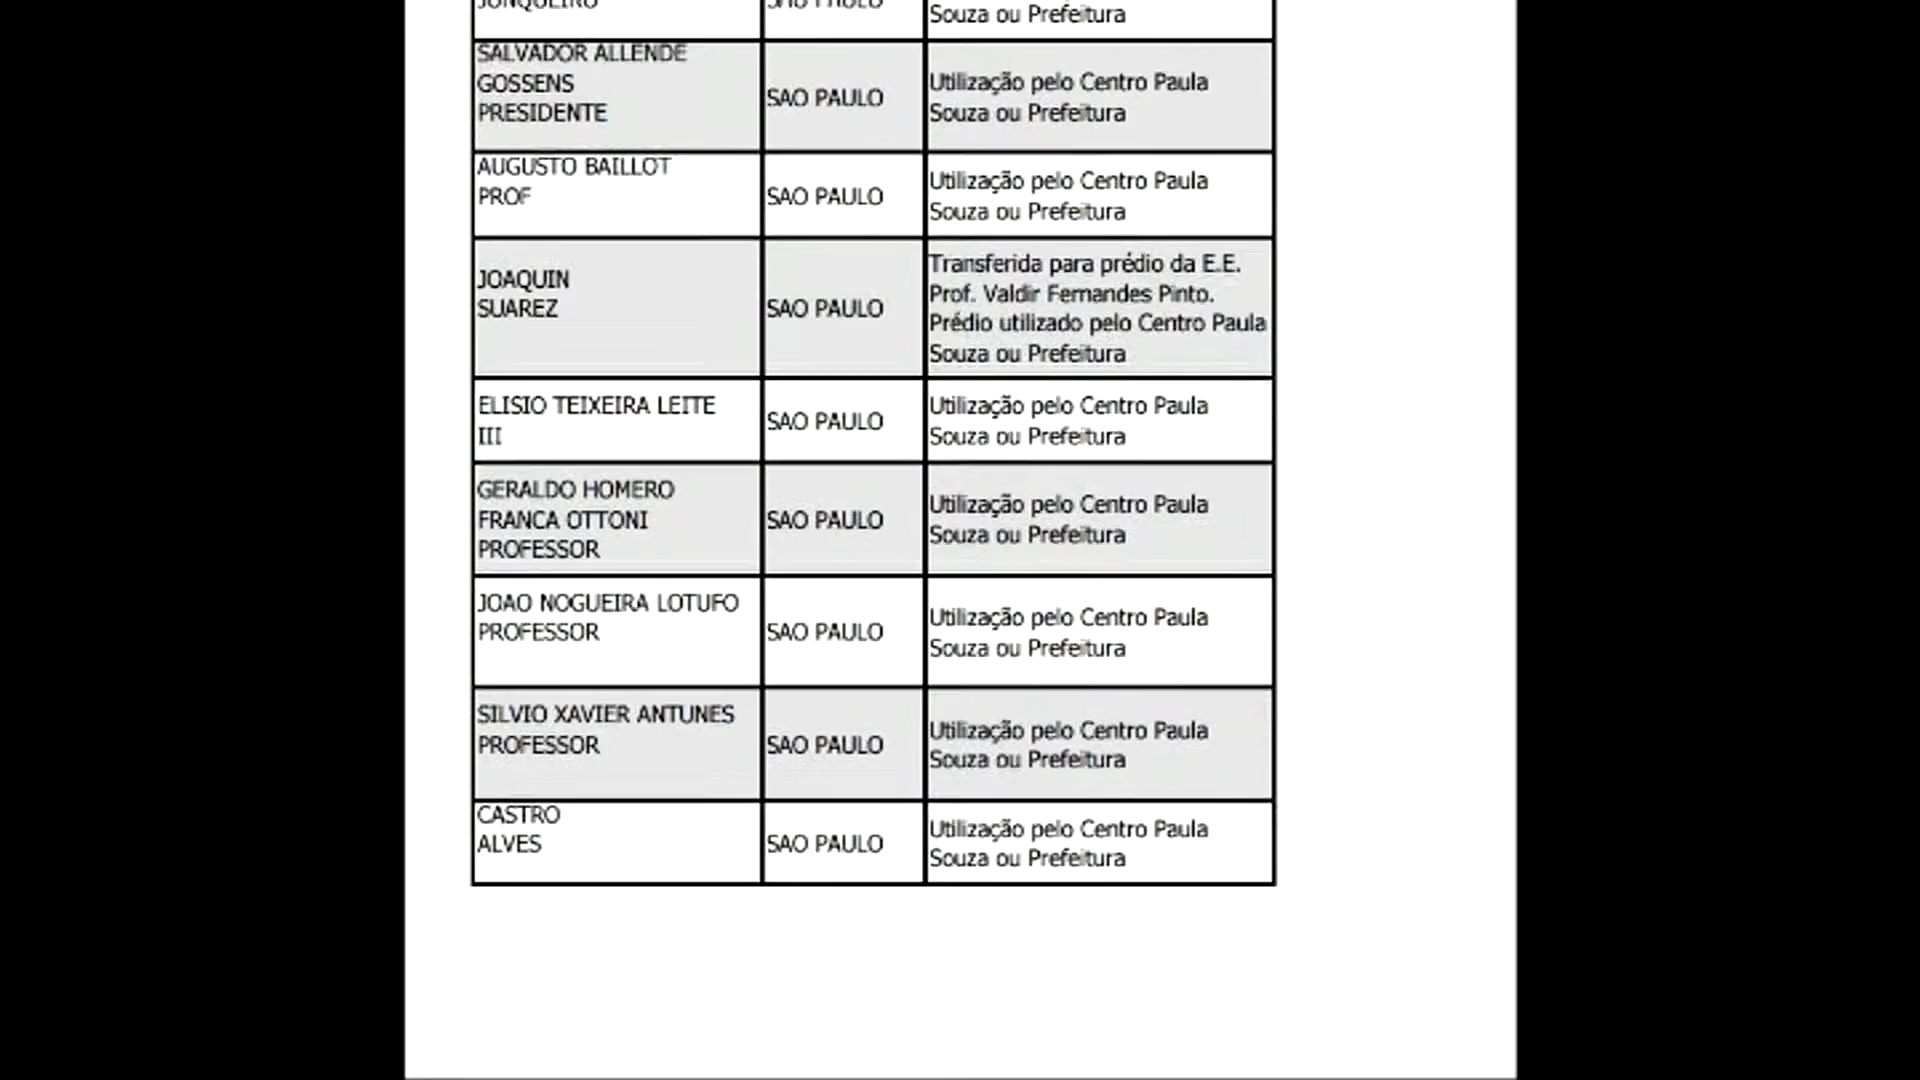 JUNQUEIRO
SAO PAULO
Souza ou Prefeitura
SALVADOR ALLENDE
GOSSENS
PRESIDENTE
SAO PAULO
Utilização pelo Centro Paula
Souza ou Prefeitura
AUGUSTO BAILLOT
PROF
SAO PAULO
Utilização pelo Centro Paula
Souza ou Prefeitura
JOAQUIN
SUAREZ
SAO PAULO
Transferida para prédio da E.E.
Prof. Valdir Fernandes Pinto.
Prédio utilizado pelo Centro Paula
Souza ou Prefeitura
ELISIO TEIXEIRA LEITE
III
SAO PAULO
Utilização pelo Centro Paula
Souza ou Prefeitura
GERALDO HOMERO
FRANCA OTTONI
PROFESSOR
SAO PAULO
Utilização pelo Centro Paula
Souza ou Prefeitura
JOAO NOGUEIRA LOTUFO
PROFESSOR
SAO PAULO
Utilização pelo Centro Paula
Souza ou Prefeitura
SILVIO XAVIER ANTUNES
PROFESSOR
SAO PAULO
Utilização pelo Centro Paula
Souza ou Prefeitura
CASTRO
ALVES
SAO PAULO
Utilização pelo Centro Paula
Souza ou Prefeitura